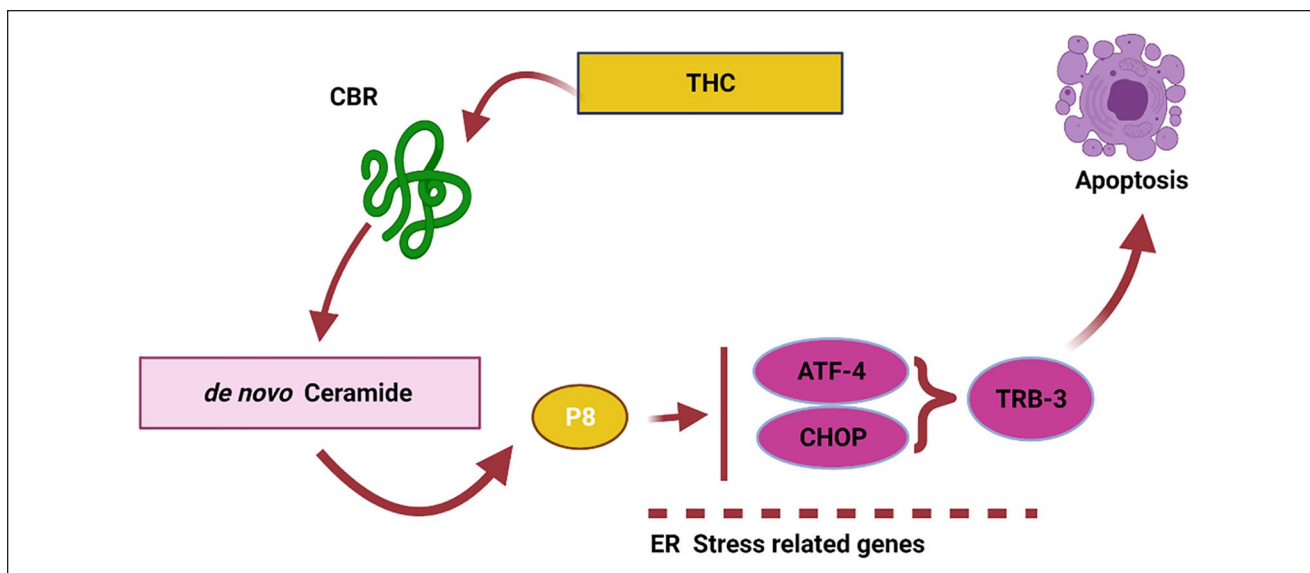 THC
CBR
Apoptosis
de novo Ceramide
P8
ATF-4
CHOP
TRB-3
ER Stress related genes